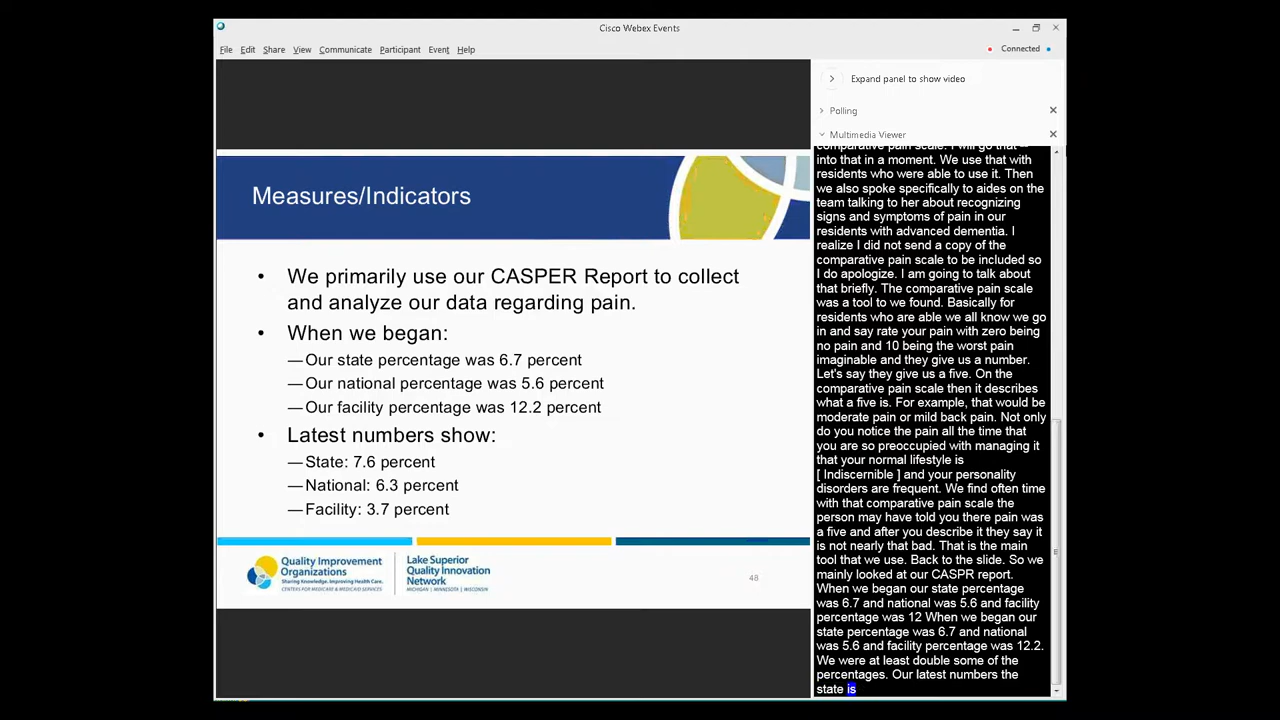 Cisco Webex Events
File Edit Share View Communicate Participant Event Help
Connected
Expand panel to show video
Polling
Multimedia Viewer
Measures/Indicators
• We primarily use our CASPER Report to collect
and analyze our data regarding pain.
• When we began:
—Our state percentage was 6.7 percent
—Our national percentage was 5.6 percent
—Our facility percentage was 12.2 percent
• Latest numbers show:
—State: 7.6 percent
—National: 6.3 percent
—Facility: 3.7 percent
Quality Improvement
Organizations
Sharing Knowledge. Improving Health Care.
CENTERS FOR MEDICARE & MEDICAID SERVICES
Lake Superior
Quality Innovation
Network
MICHIGAN | MINNESOTA | WISCONSIN
48
comparative pain scale. I will go that --
into that in a moment. We use that with
residents who were able to use it. Then
we also spoke specifically to aides on the
team talking to her about recognizing
signs and symptoms of pain in our
residents with advanced dementia. I
realize I did not send a copy of the
comparative pain scale to be included so
I do apologize. I am going to talk about
that briefly. The comparative pain scale
was a tool to we found. Basically for
residents who are able we all know we go
in and say rate your pain with zero being
no pain and 10 being the worst pain
imaginable and they give us a number.
Let's say they give us a five. On the
comparative pain scale then it describes
what a five is. For example, that would be
moderate pain or mild back pain. Not only
do you notice the pain all the time that
you are so preoccupied with managing it
that your normal lifestyle is
[ Indiscernible ] and your personality
disorders are frequent. We find often time
with that comparative pain scale the
person may have told you there pain was
a five and after you describe it they say it
is not nearly that bad. That is the main
tool that we use. Back to the slide. So we
mainly looked at our CASPR report.
When we began our state percentage
was 6.7 and national was 5.6 and facility
percentage was 12 When we began our
state percentage was 6.7 and national
was 5.6 and facility percentage was 12.2.
We were at least double some of the
percentages. Our latest numbers the
state is